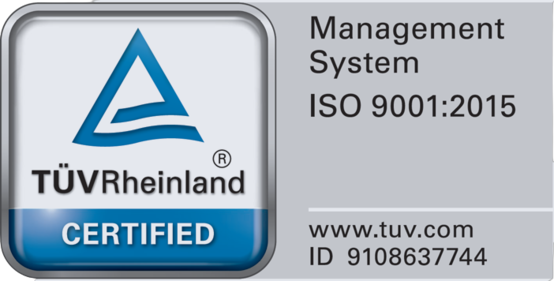 TÜVRheinland®
CERTIFIED
Management
System
ISO 9001:2015
www.tuv.com
ID 9108637744